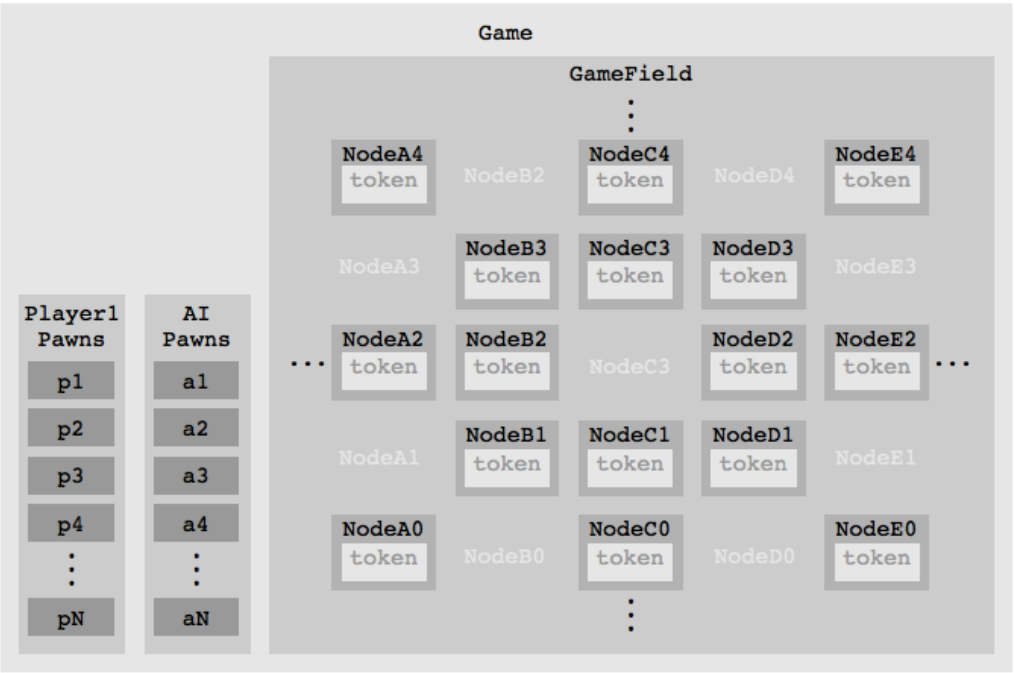 Game
GameField
NodeA4 NodeB2 NodeC4 NodeD4 NodeE4
token token token
NodeA3 NodeB3 NodeC3 NodeD3 NodeE3
token token token
Player1 Pawns
AI Pawns
... NodeA2 NodeB2 NodeC3 NodeD2 NodeE2 ...
token token token token
p1 a1
p2 a2
NodeA1 NodeB1 NodeC1 NodeD1 NodeE1
token token token
p3 a3
p4 a4
NodeA0 NodeB0 NodeC0 NodeD0 NodeE0
token token token
pN aN